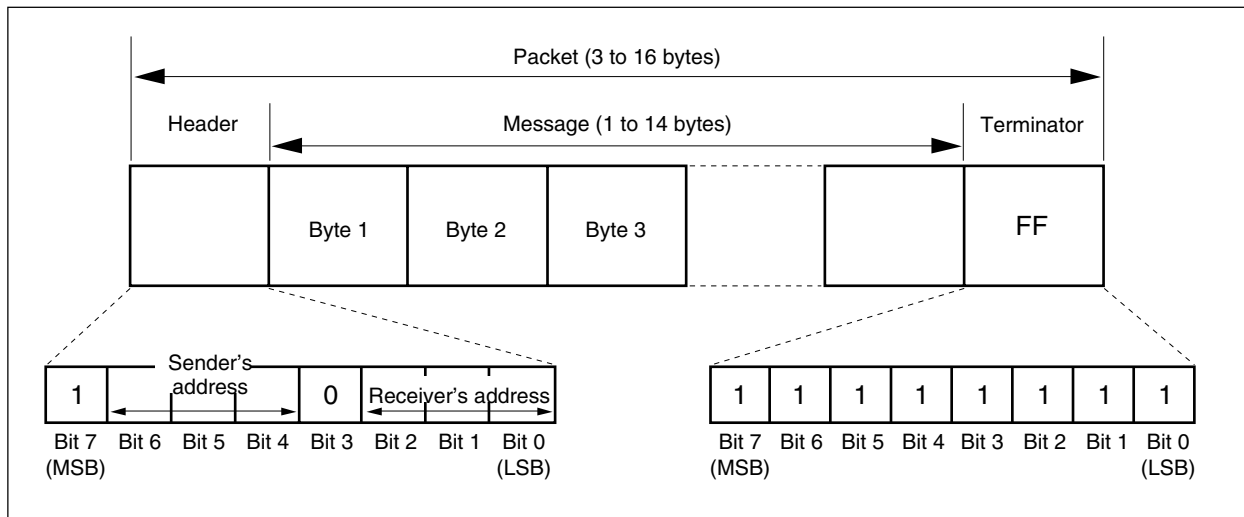 Packet (3 to 16 bytes)
Header
Message (1 to 14 bytes)
Terminator
Byte 1
Byte 2
Byte 3
FF
Sender's
address
1
0
Receiver's address
Bit 7
(MSB)
Bit 6
Bit 5
Bit 4
Bit 3
Bit 2
Bit 1
Bit 0
(LSB)
1
1
1
1
1
1
1
1
Bit 7
(MSB)
Bit 6
Bit 5
Bit 4
Bit 3
Bit 2
Bit 1
Bit 0
(LSB)